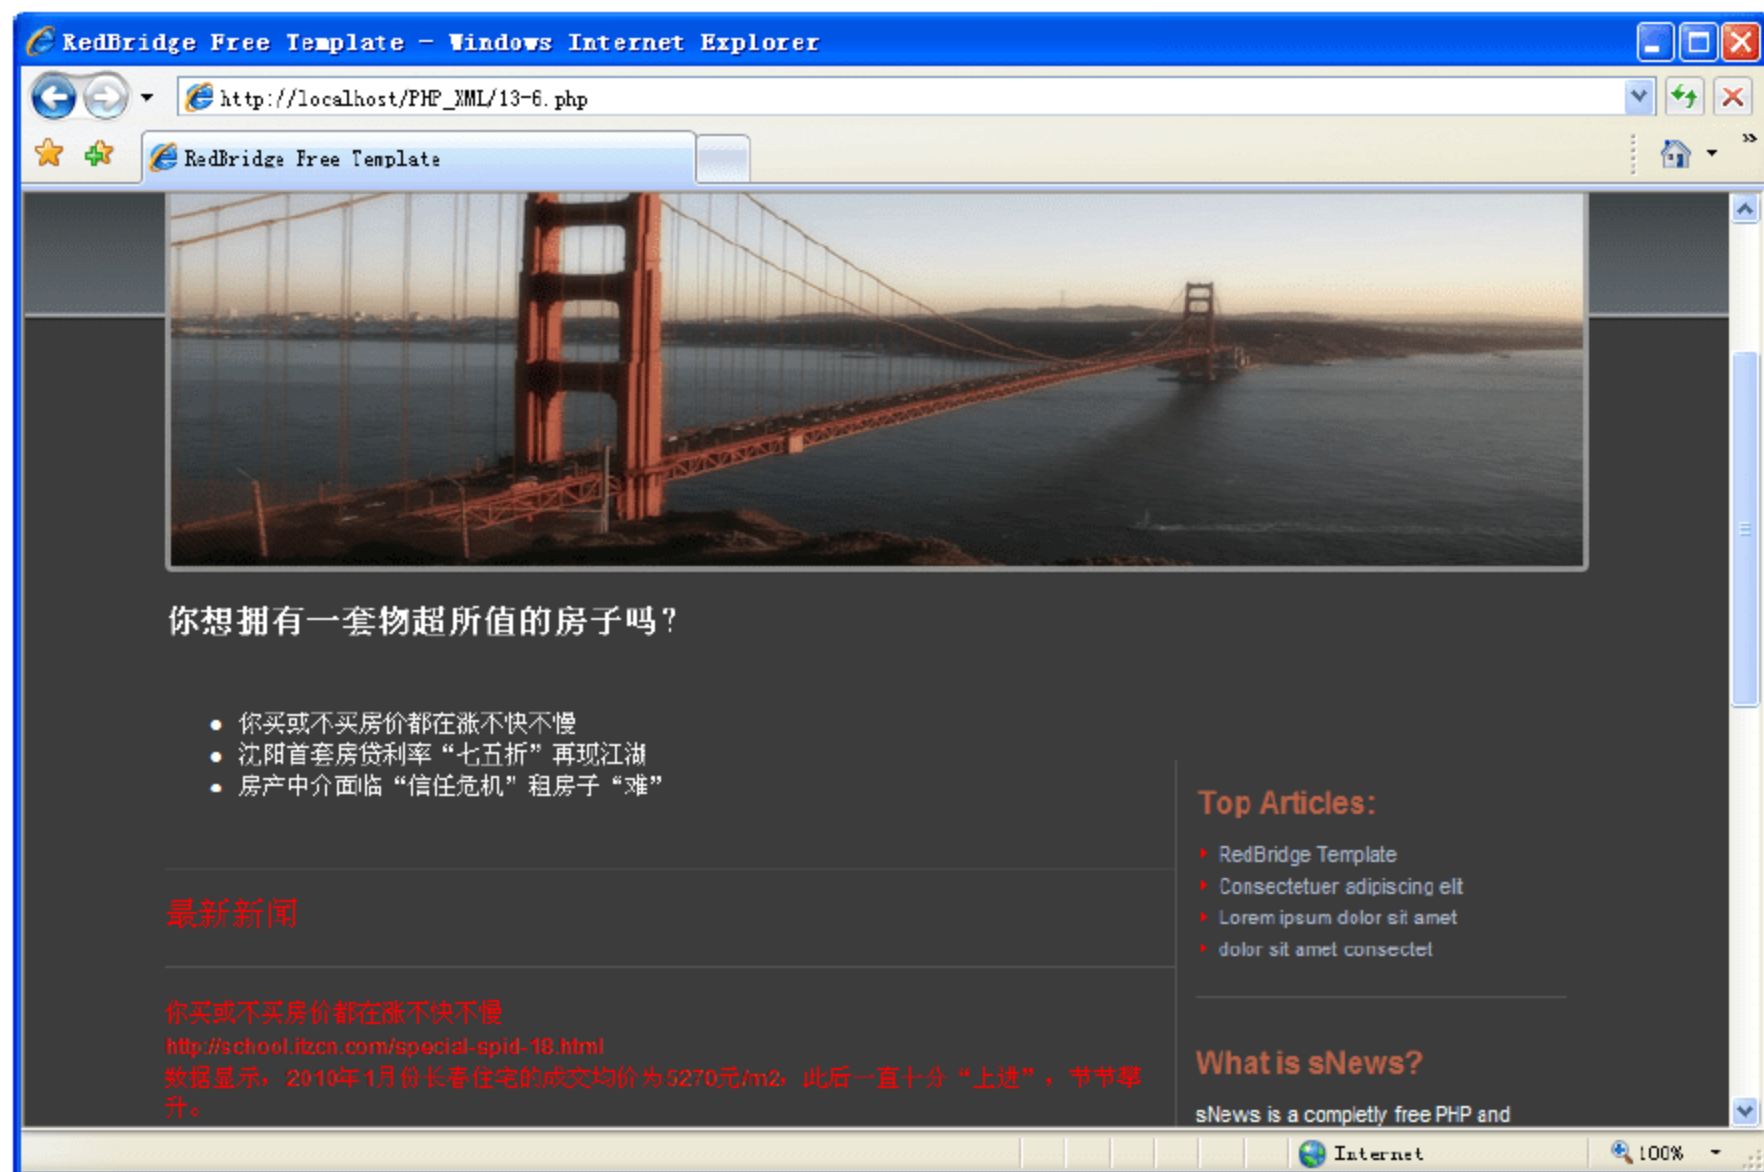 RedBridge Free Template - Windows Internet Explorer
http://localhost/PHP_XML/13-6.php
RedBridge Free Template
你想拥有一套物超所值的房子吗？
你买或不买房价都在涨不快不慢
沈阳首套房贷利率“七五折”再现江湖
房产中介面临“信任危机”租房子“难”
最新新闻
你买或不买房价都在涨不快不慢
http://school.itzcn.com/special-spid-18.html
数据显示，2010年1月份长春住宅的成交均价为5270元/m2，此后一直十分“上进”，节节攀
升。
Top Articles:
RedBridge Template
Consectetuer adipiscing elit
Lorem ipsum dolor sit amet
dolor sit amet consectet
What is sNews?
sNews is a completly free PHP and
Internet
100%